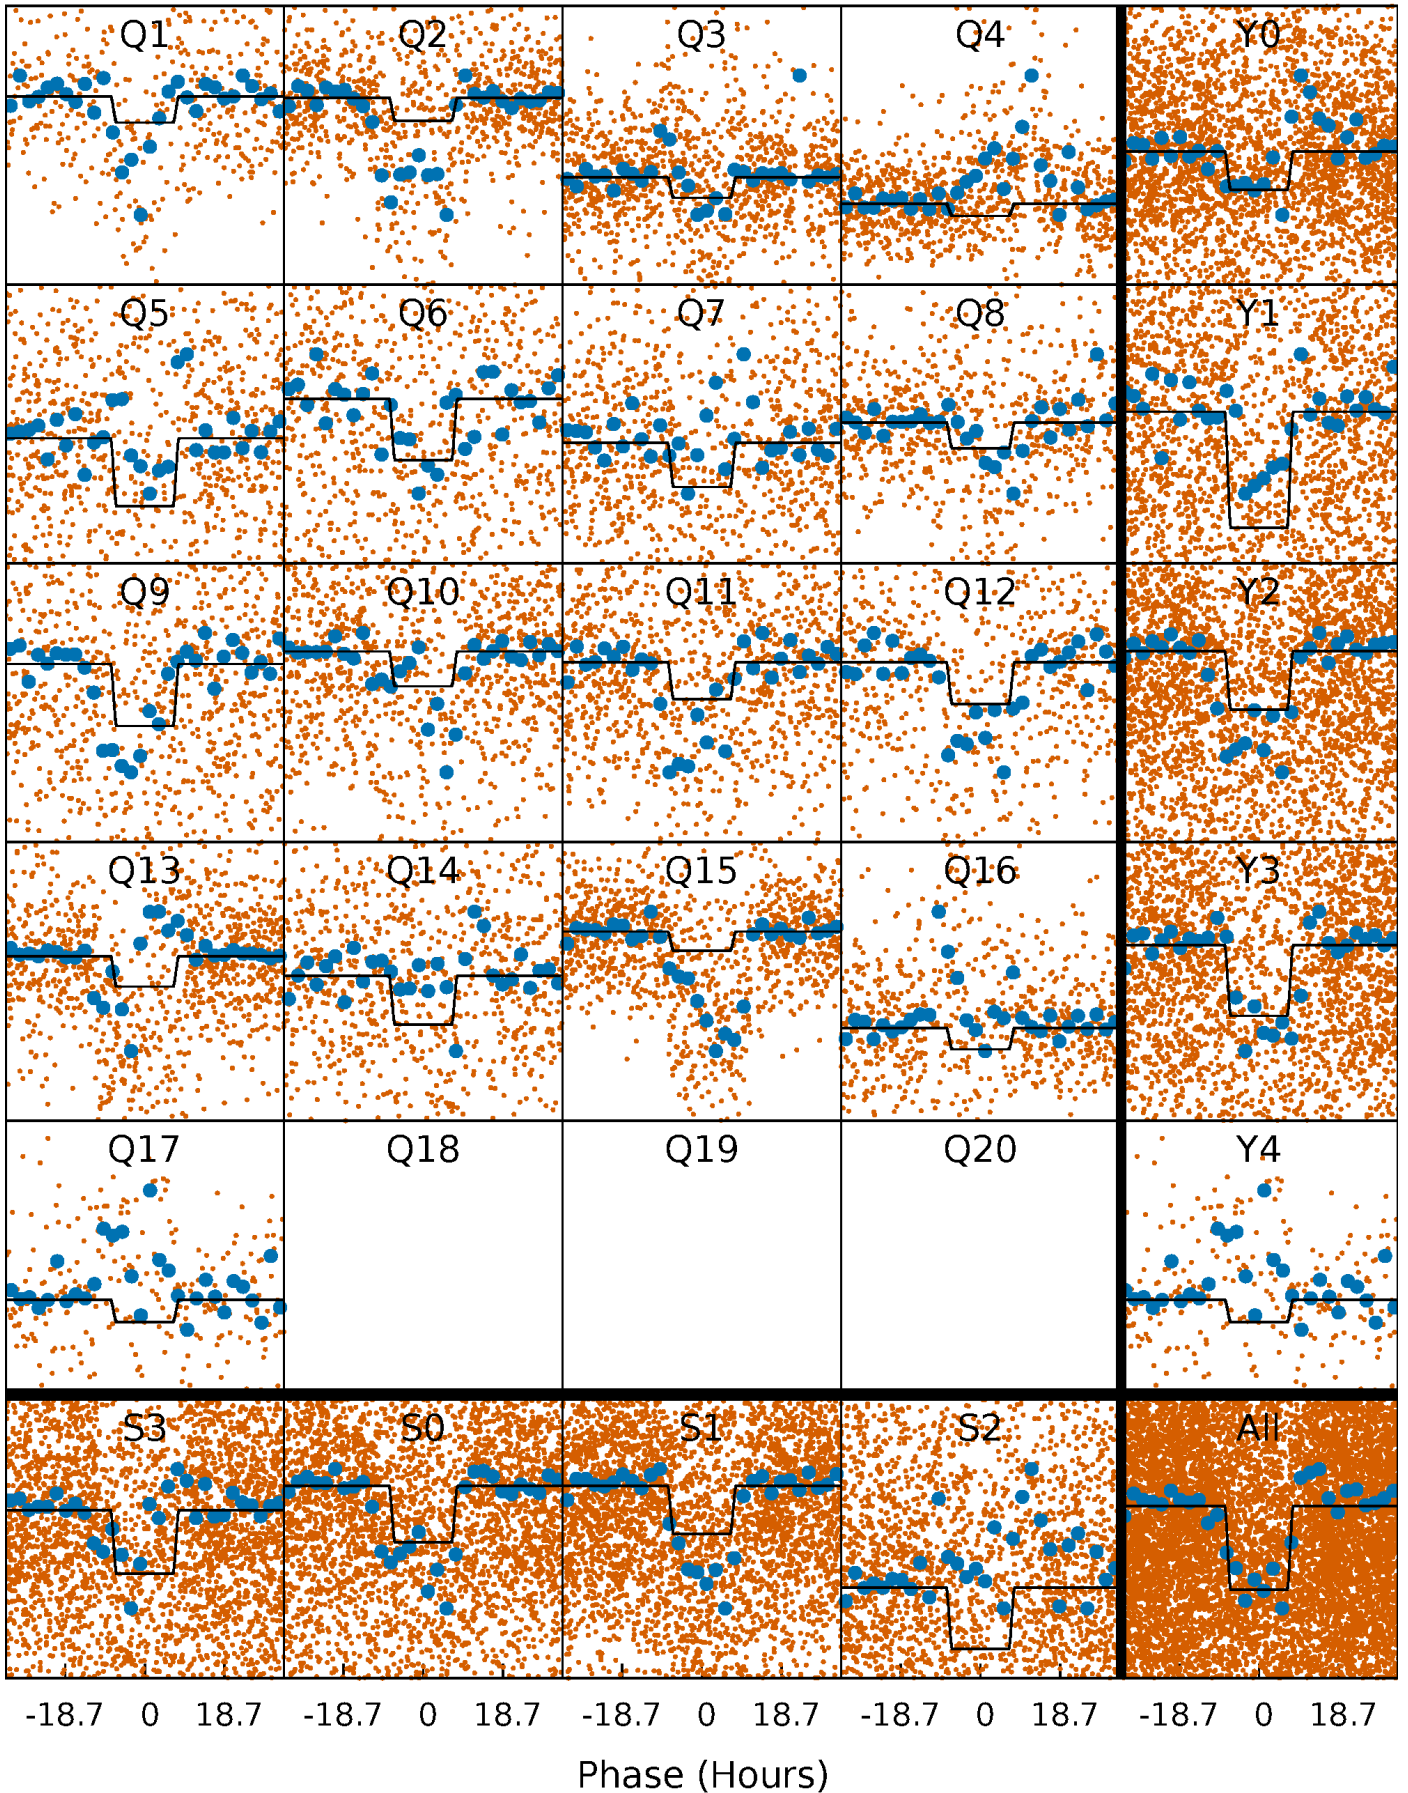 Q1 Q2 Q3 Q4 Y0
Q5 Q6 Q7 Q8 Y1
Q9 Q10 Q11 Q12 Y2
Q13 Q14 Q15 Q16 Y3
Q17 Q18 Q19 Q20 Y4
S3 S0 S1 S2 All
-18.7 0 18.7 -18.7 0 18.7 -18.7 0 18.7 -18.7 0 18.7 -18.7 0 18.7
Phase (Hours)